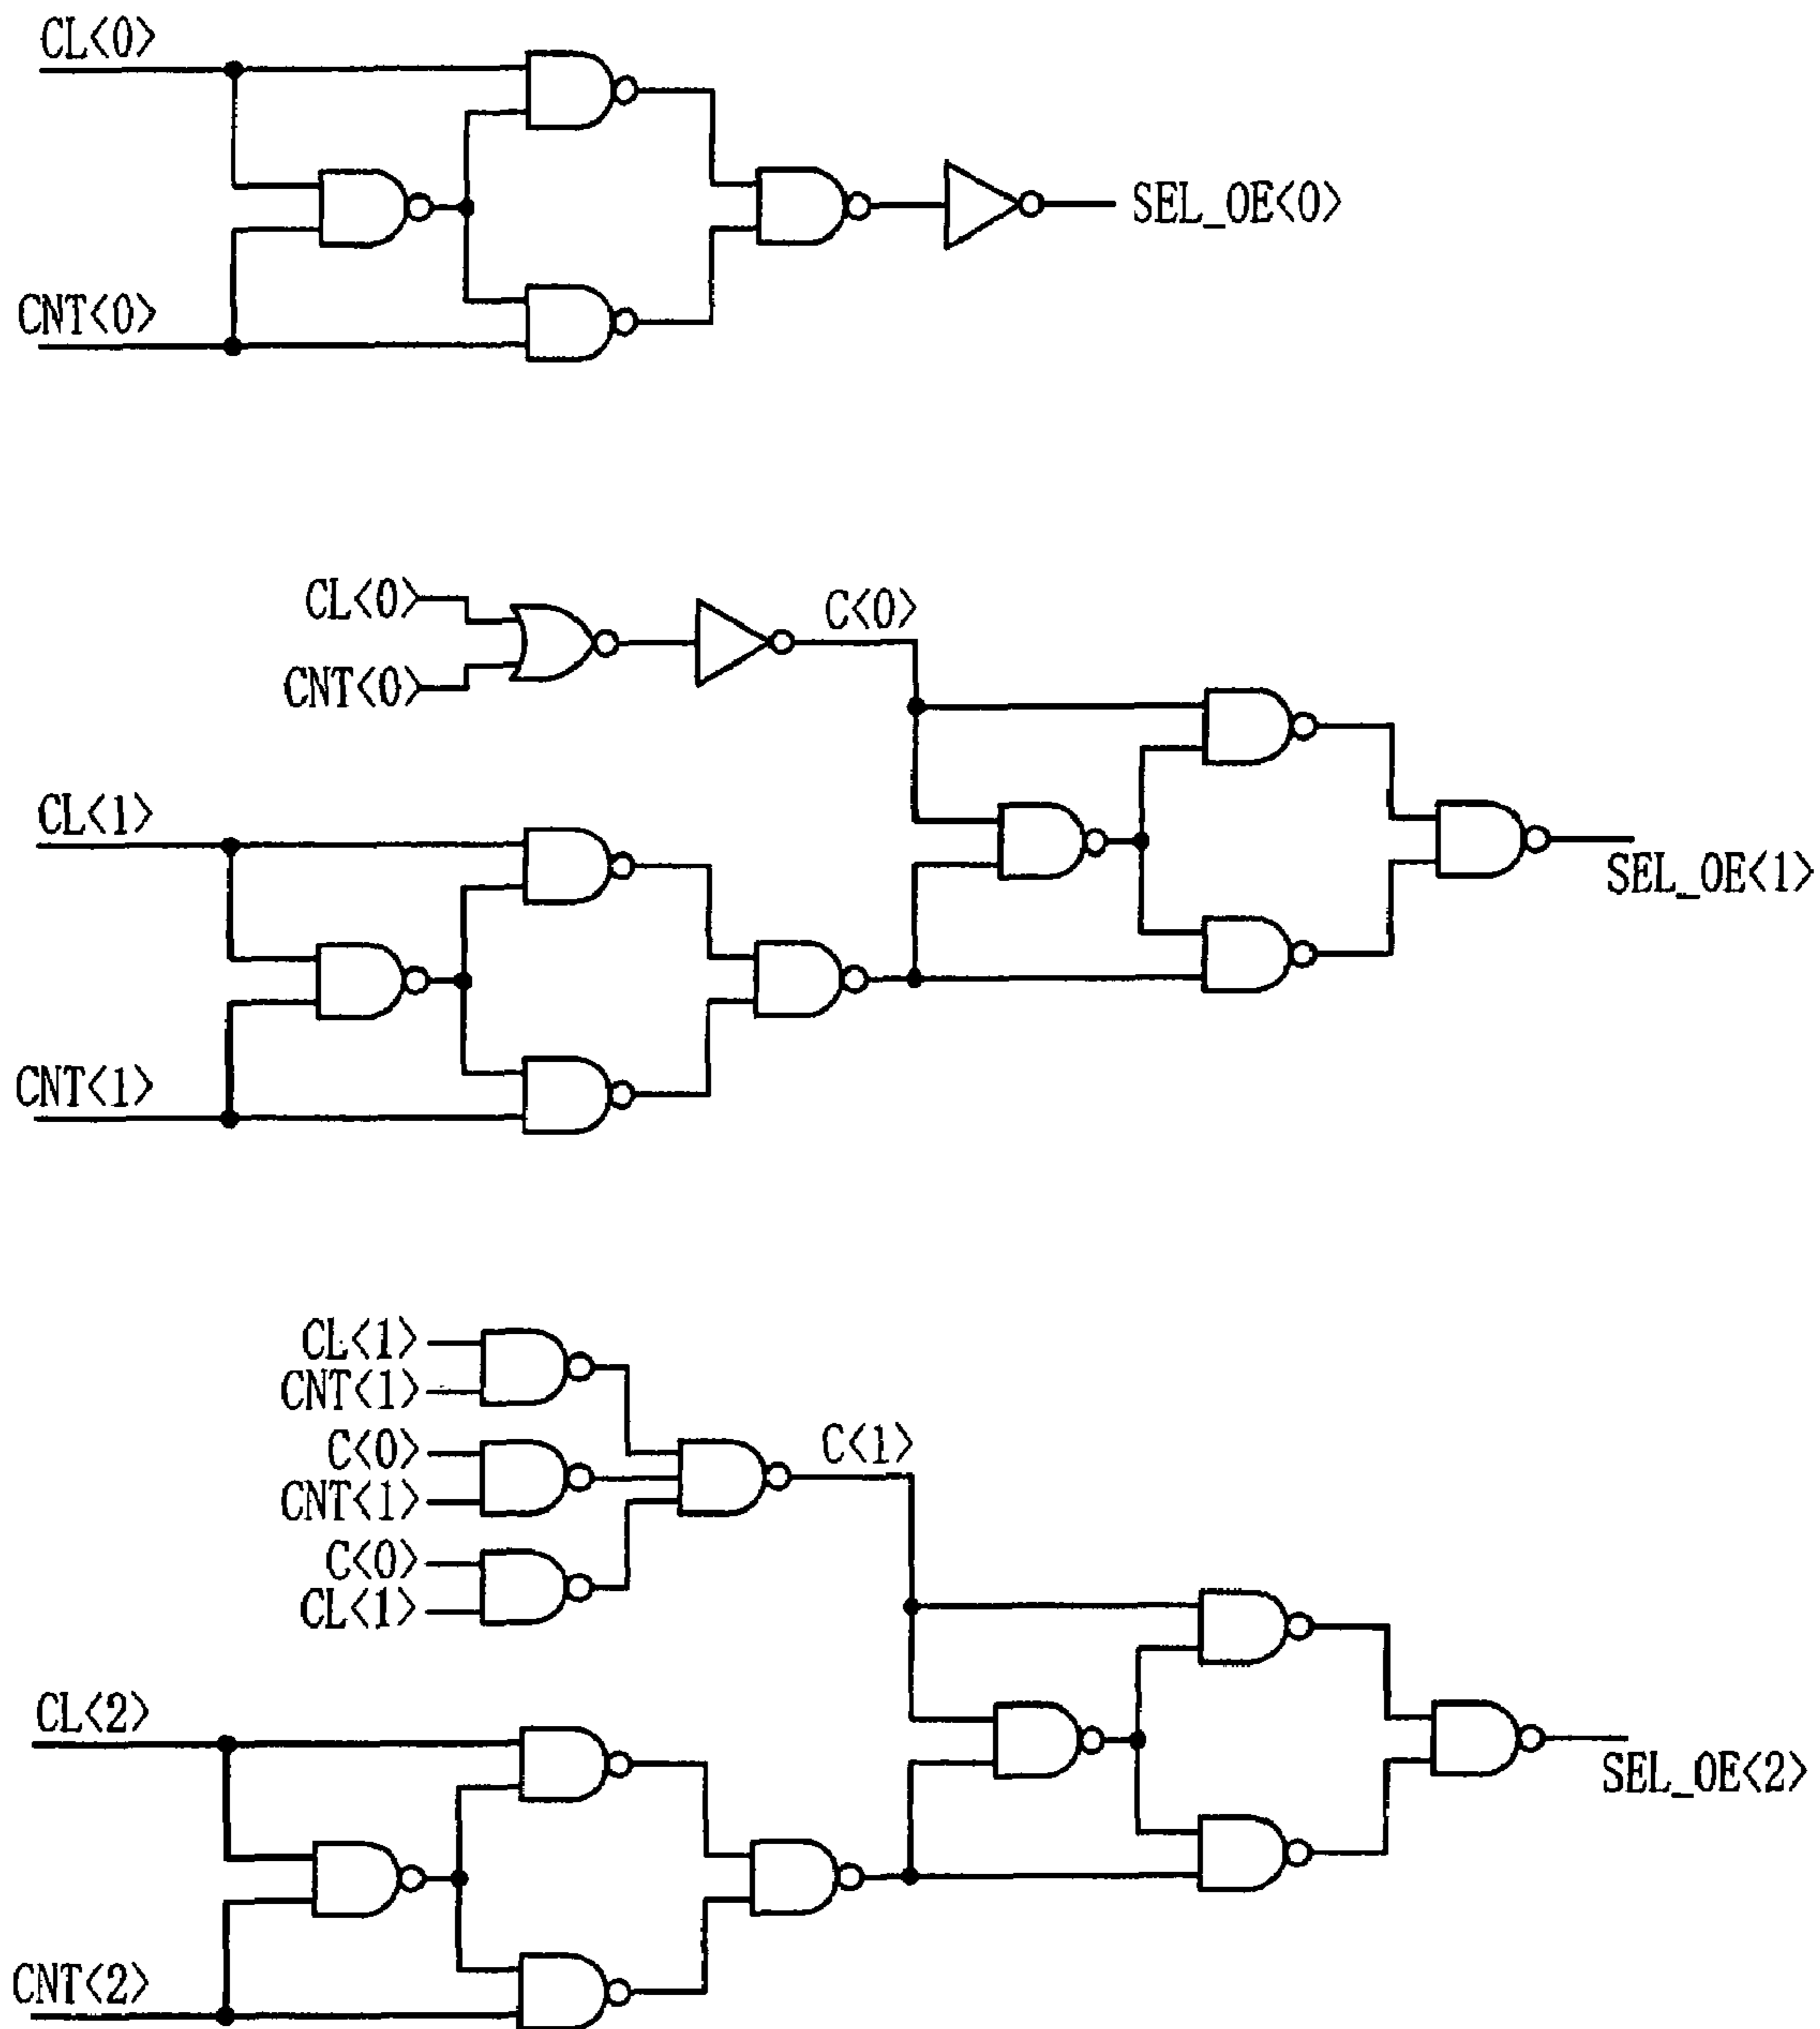 CL<0>
SEL_OE<0>
CNT<0>
CL<0>
C<0>
CNT<0>
CL<1>
SEL_OE<1>
CNT<1>
CL<1>
CNT<1>
C<0>
C<1>
CNT<1>
C<0>
CL<1>
CL<2>
SEL_OE<2>
CNT<2>